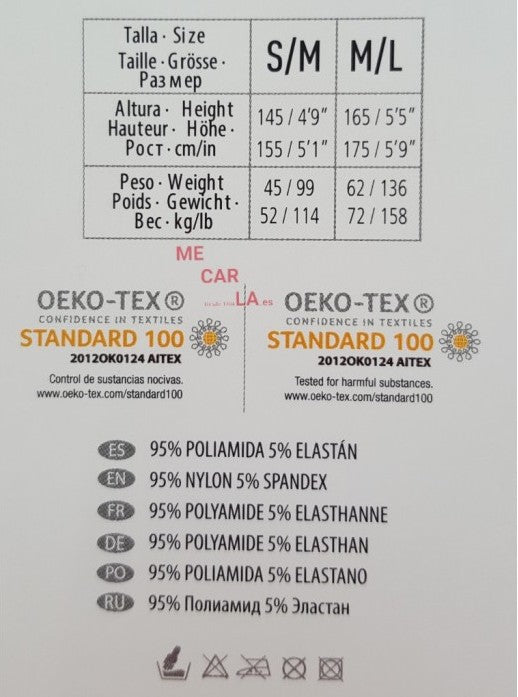 Talla · Size
Taille · Grösse ·
Размер
S/M
M/L
Altura · Height
Hauteur · Höhe ·
Рост · cm/in
145 / 4'9"
155 / 5'1"
165 / 5'5"
175 / 5'9"
Peso · Weight
Poids · Gewicht ·
Вес · kg/lb
45 / 99
52 / 114
62 / 136
72 / 158
ME
CAR
LA.es
OEKO-TEX®
CONFIDENCE IN TEXTILES
STANDARD 100
2012OK0124 AITEX
Control de sustancias nocivas.
www.oeko-tex.com/standard100
OEKO-TEX®
CONFIDENCE IN TEXTILES
STANDARD 100
2012OK0124 AITEX
Tested for harmful substances.
www.oeko-tex.com/standard100
ES 95% POLIAMIDA 5% ELASTÁN
EN 95% NYLON 5% SPANDEX
FR 95% POLYAMIDE 5% ELASTHANNE
DE 95% POLYAMIDE 5% ELASTHAN
PO 95% POLIAMIDA 5% ELASTANO
RU 95% Полиамид 5% Эластан